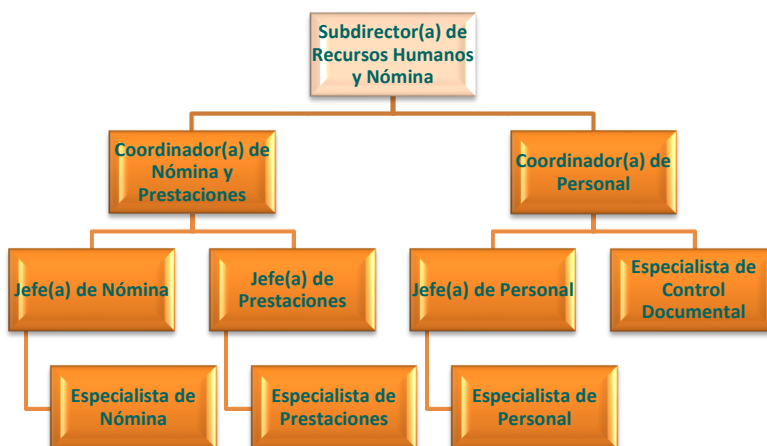 Subdirector(a) de
Recursos Humanos
y Nómina
Coordinador(a) de
Nómina y
Prestaciones
Coordinador(a) de
Personal
Jefe(a) de Nómina
Jefe(a) de
Prestaciones
Jefe(a) de Personal
Especialista de
Control
Documental
Especialista de
Nómina
Especialista de
Prestaciones
Especialista de
Personal